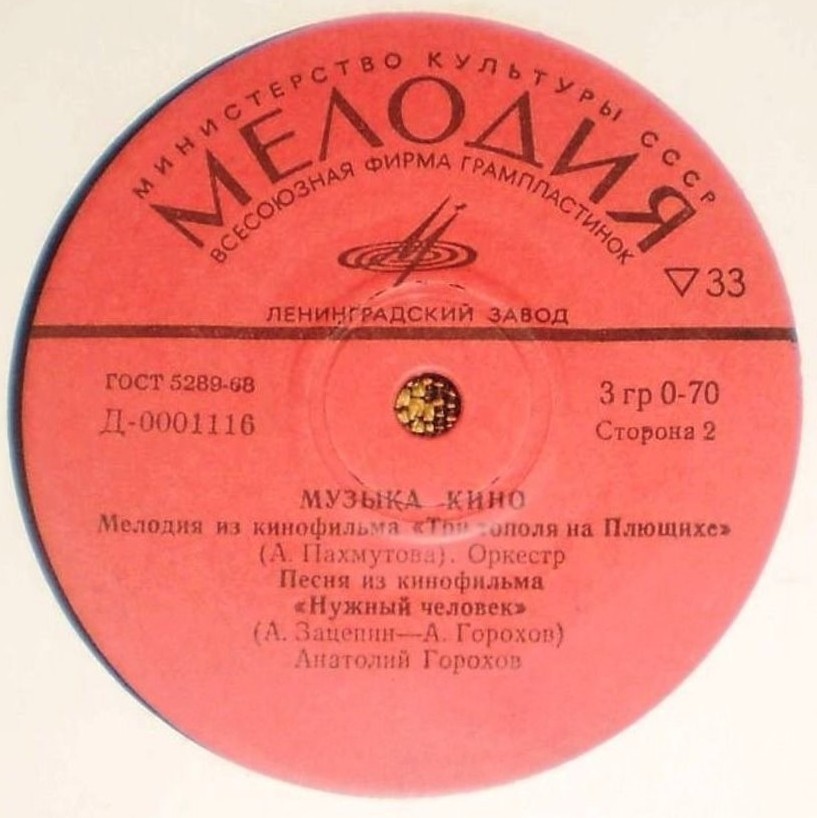 МИНИСТЕРСТВО КУЛЬТУРЫ СССР
МЕЛОДИЯ
ВСЕСОЮЗНАЯ ФИРМА ГРАМПЛАСТИНОК
▽33
ЛЕНИНГРАДСКИЙ ЗАВОД
ГОСТ 5289-68
3 гр 0-70
Д-0001116
Сторона 2
МУЗЫКА КИНО
Мелодия из кинофильма «Три тополя на Плющихе»
(А. Пахмутова). Оркестр
Песня из кинофильма
«Нужный человек»
(А. Зацепин—А. Горохов)
Анатолий Горохов